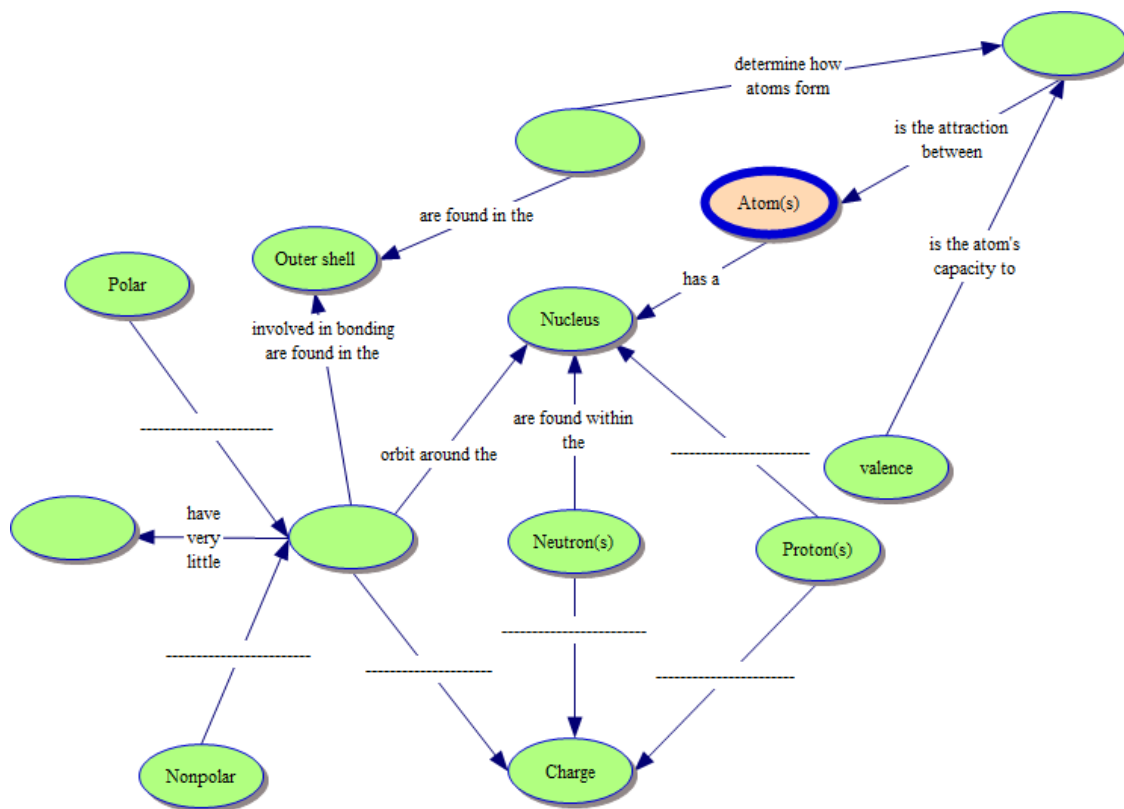 determine how
atoms form
is the attraction
between
Atom(s)
are found in the
Outer shell
is the atom's
capacity to
Polar
has a
Nucleus
involved in bonding
are found in the
are found within
the
orbit around the
----------------------
------------------------
valence
have
very
little
Neutron(s)
Proton(s)
------------------------
------------------------
---------------------
-----------------------
Nonpolar
Charge